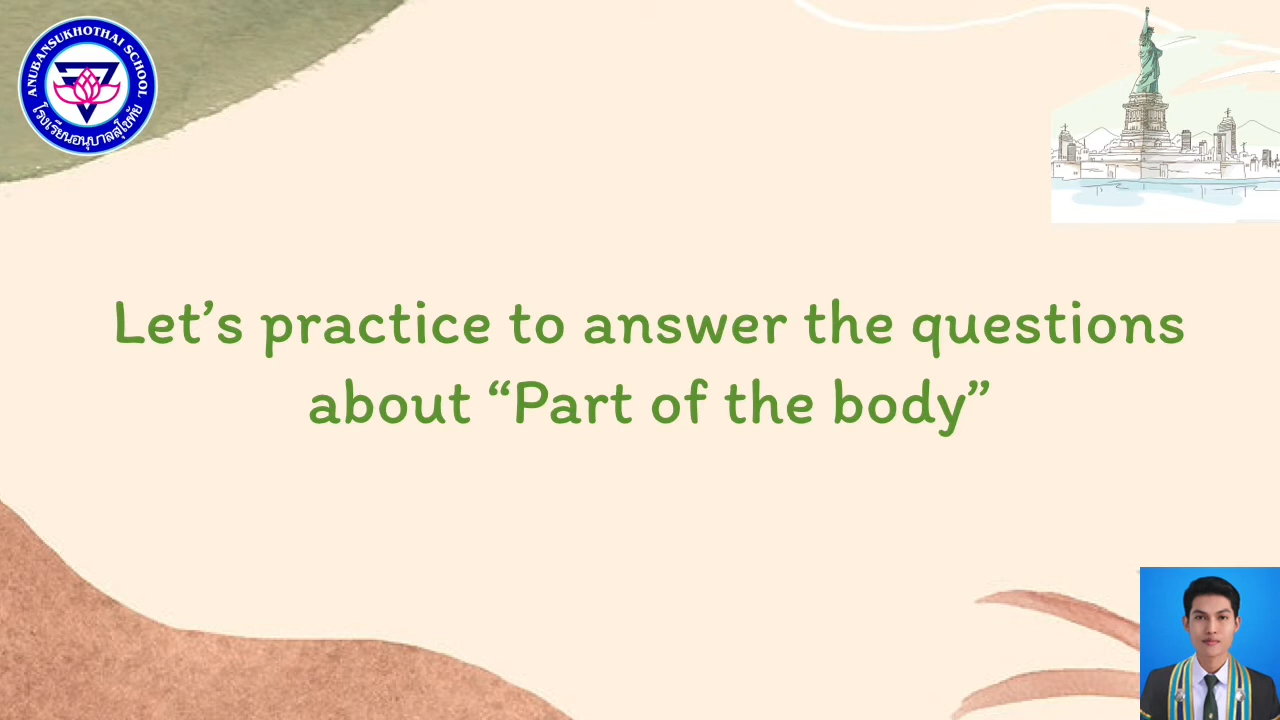 ANUBANSUKHOTHAI SCHOOL
โรงเรียนอนุบาลสุโขทัย
Let’s practice to answer the questions
about “Part of the body”